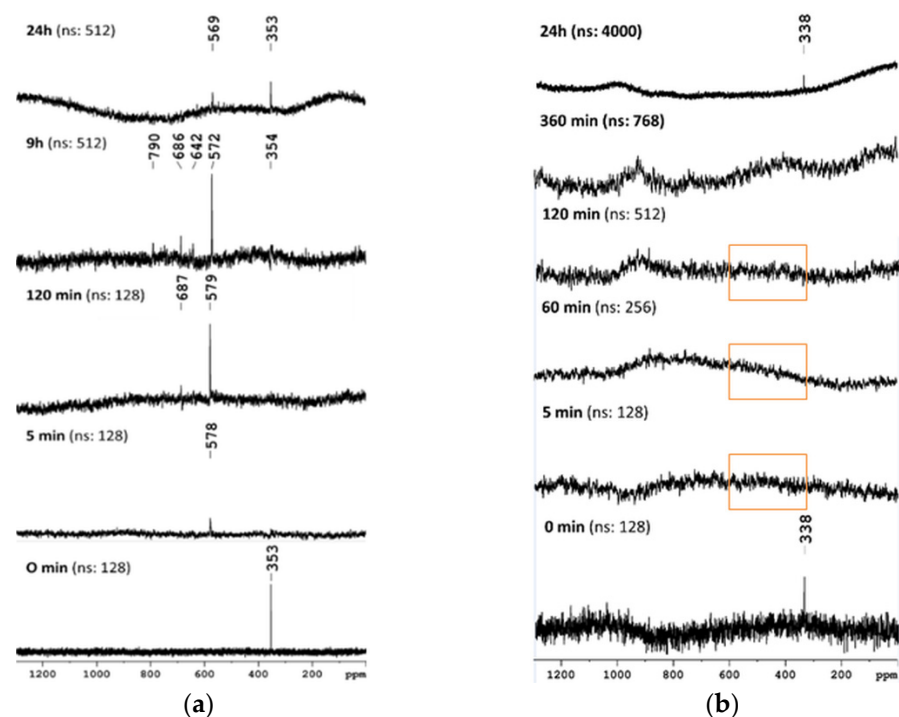 24h (ns: 512)
569
353
9h (ns: 512)
790
686
642
572
354
120 min (ns: 128)
687
579
5 min (ns: 128)
578
O min (ns: 128)
353
1200 1000 800 600 400 200 ppm
(a)
24h (ns: 4000)
338
360 min (ns: 768)
120 min (ns: 512)
60 min (ns: 256)
5 min (ns: 128)
0 min (ns: 128)
338
1200 1000 800 600 400 200 ppm
(b)